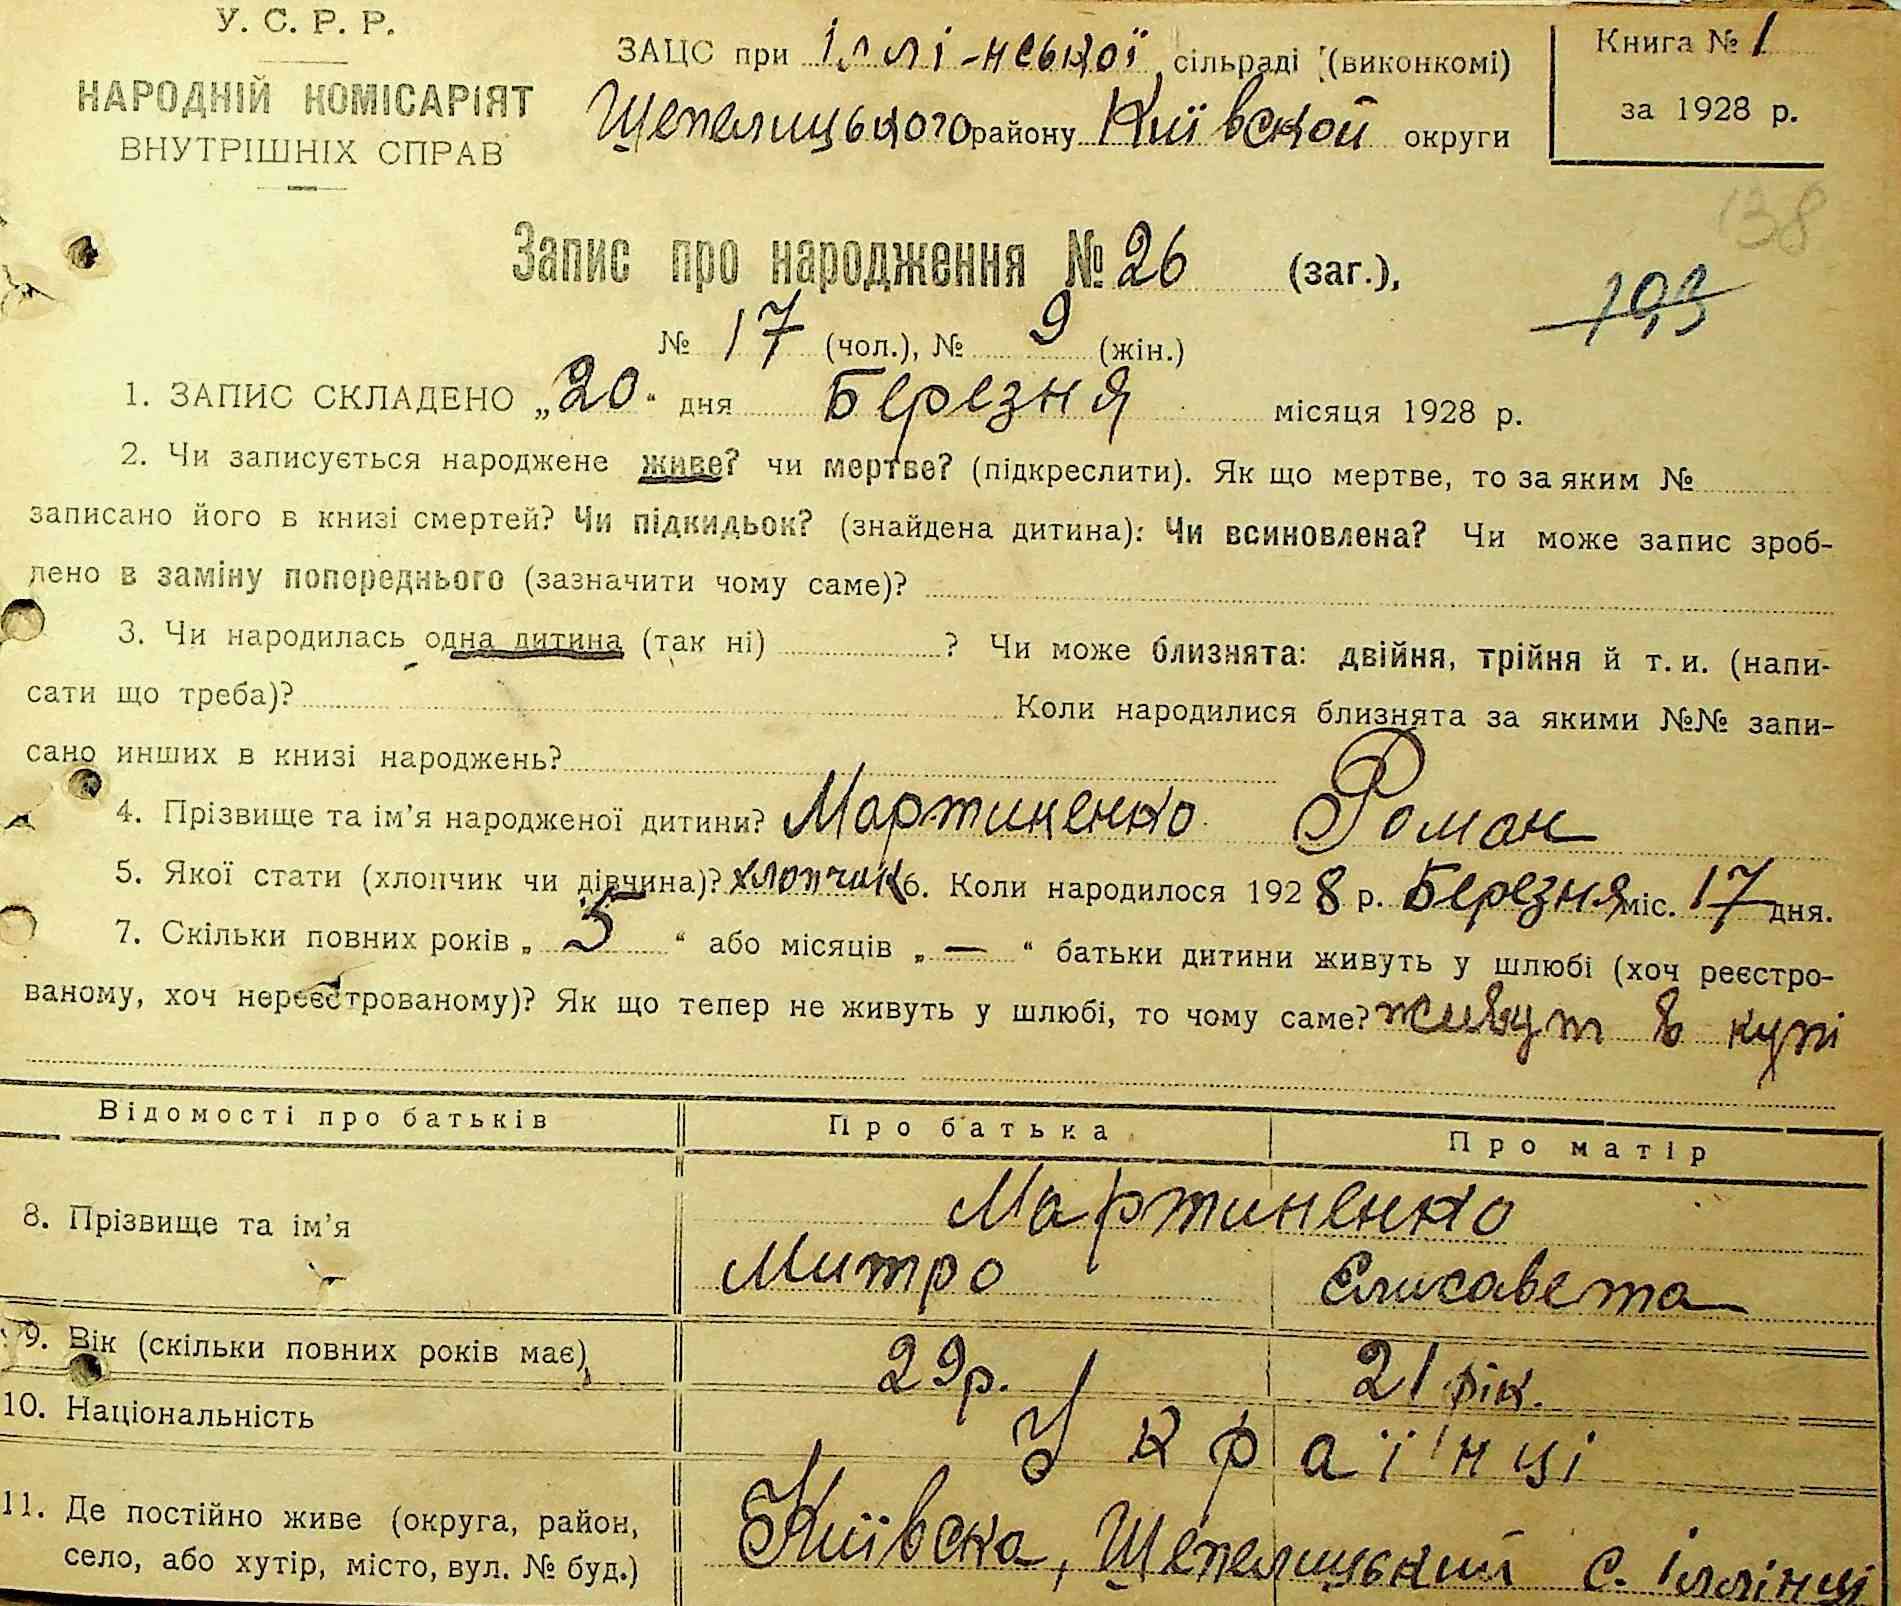 У. С. Р. Р.
НАРОДНІЙ КОМІСАРІЯТ
ВНУТРІШНІХ СПРАВ
ЗАЦС при Іллі-нської сільраді (виконкомі)
Щепелицького району Київской округи
Книга № 1
за 1928 р.
138
193
Запис про народження № 26 (заг.),
№ 17 (чол.), № 9 (жін.)
1. ЗАПИС СКЛАДЕНО „20“ дня Березня місяця 1928 р.
2. Чи записується народжене живе? чи мертве? (підкреслити). Як що мертве, то за яким №
записано його в книзі смертей? Чи підкидьок? (знайдена дитина): Чи всиновлена? Чи може запис зроб-
лено в заміну попереднього (зазначити чому саме)?
3. Чи народилась одна дитина (так ні) ? Чи може близнята: двійня, трійня й т. и. (напи-
сати що треба)? Коли народилися близнята за якими №№ запи-
сано инших в книзі народжень?
4. Прізвище та ім'я народженої дитини? Мартиненко Роман
5. Якої стати (хлопчик чи дівчина)? хлопчик 6. Коли народилося 1928 р. Березня міс. 17 дня.
7. Скільки повних років „ 5 “ або місяців „ — “ батьки дитини живуть у шлюбі (хоч реєстро-
ваному, хоч нереєстрованому)? Як що тепер не живуть у шлюбі, то чому саме? живут в купі
Відомості про батьків Про батька Про матір
8. Прізвище та ім'я Мартиненко
Митро Єлисавета
9. Вік (скільки повних років має) 29 р. 21 рік.
10. Національність Українці
11. Де постійно живе (округа, район,
село, або хутір, місто, вул. № буд.) Київска, Щепелицький с. Іллінці